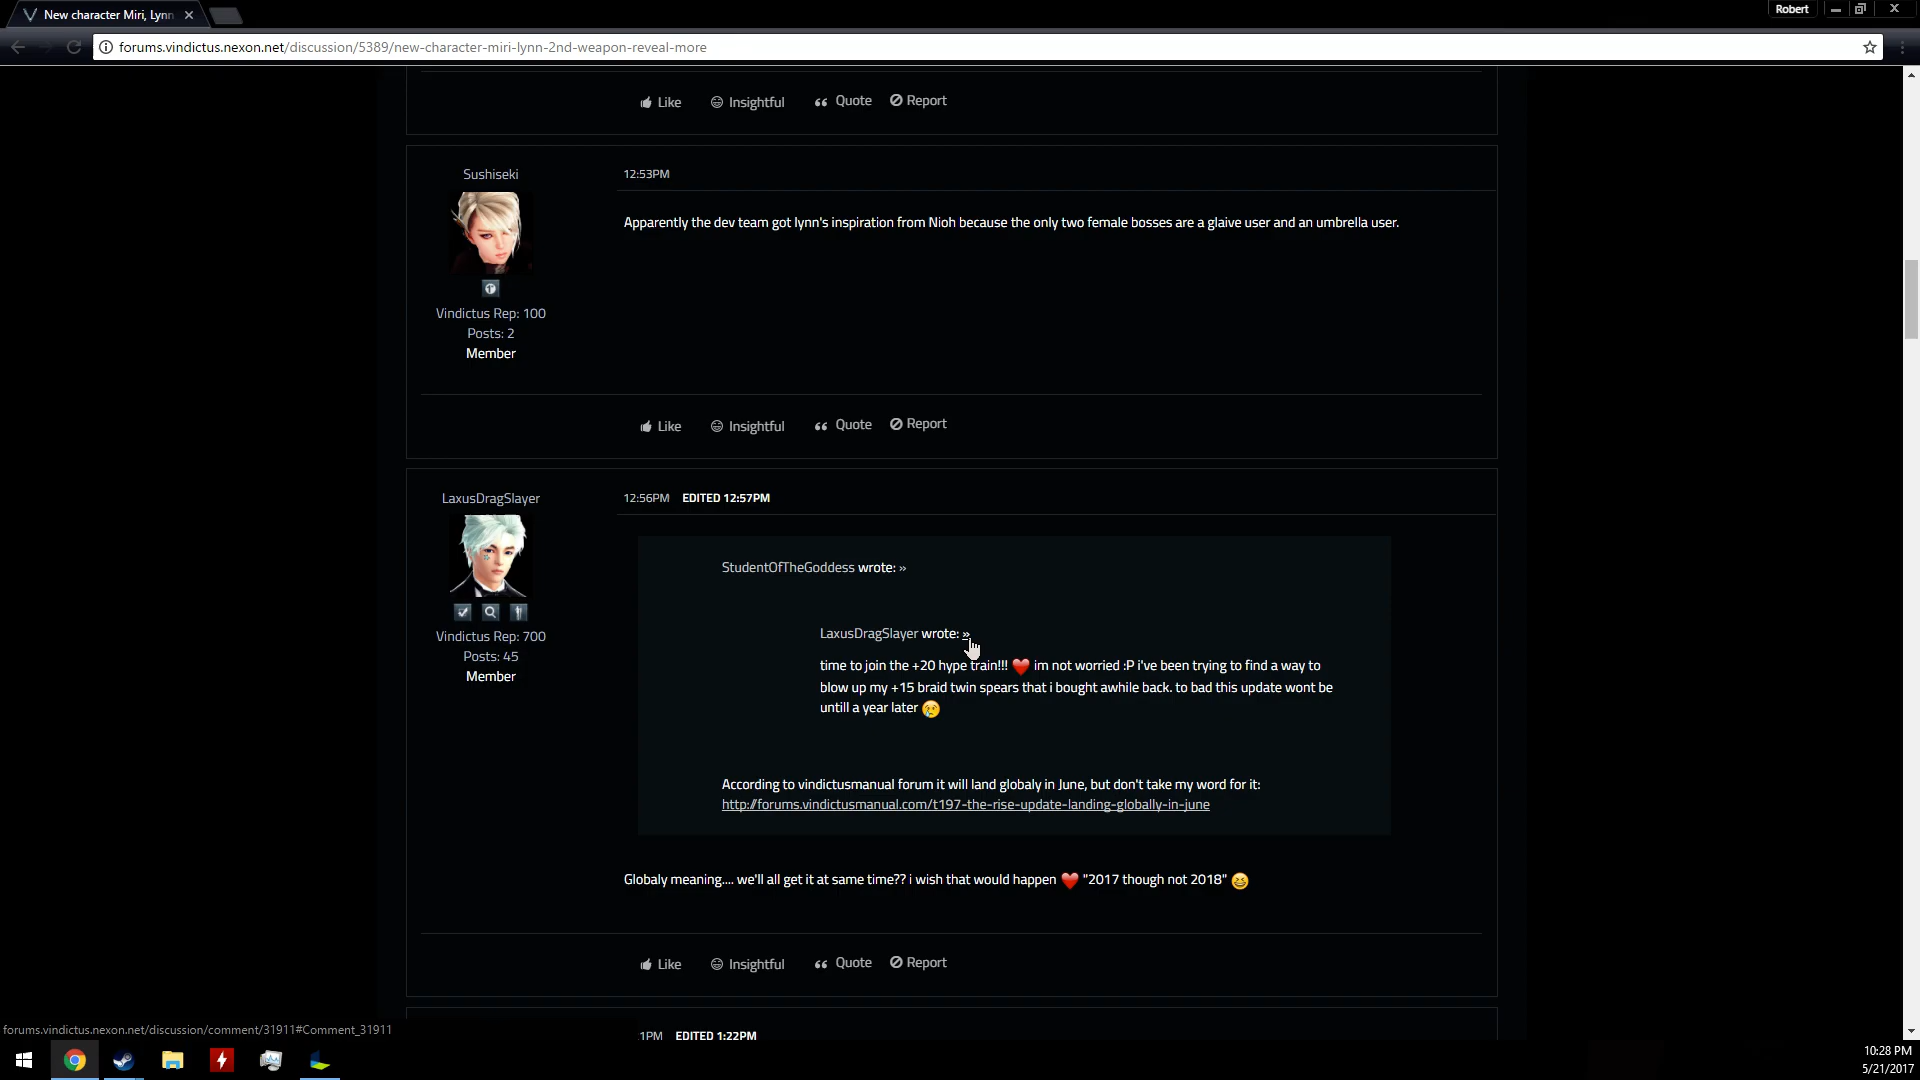 New character Miri, Lynn
Robert
forums.vindictus.nexon.net/discussion/5389/new-character-miri-lynn-2nd-weapon-reveal-more
Like Insightful Quote Report
Sushiseki
12:53PM
Apparently the dev team got lynn's inspiration from Nioh because the only two female bosses are a glaive user and an umbrella user.
Vindictus Rep: 100
Posts: 2
Member
Like Insightful Quote Report
LaxusDragSlayer
12:56PM EDITED 12:57PM
StudentOfTheGoddess wrote: »
LaxusDragSlayer wrote: »
time to join the +20 hype train!!! ❤ im not worried :P i've been trying to find a way to
blow up my +15 braid twin spears that i bought awhile back. to bad this update wont be
untill a year later 😢
Vindictus Rep: 700
Posts: 45
Member
According to vindictusmanual forum it will land globaly in June, but don't take my word for it:
http://forums.vindictusmanual.com/t197-the-rise-update-landing-globally-in-june
Globaly meaning.... we'll all get it at same time?? i wish that would happen ❤ "2017 though not 2018" 😆
Like Insightful Quote Report
forums.vindictus.nexon.net/discussion/comment/31911#Comment_31911
1PM EDITED 1:22PM
10:28 PM
5/21/2017